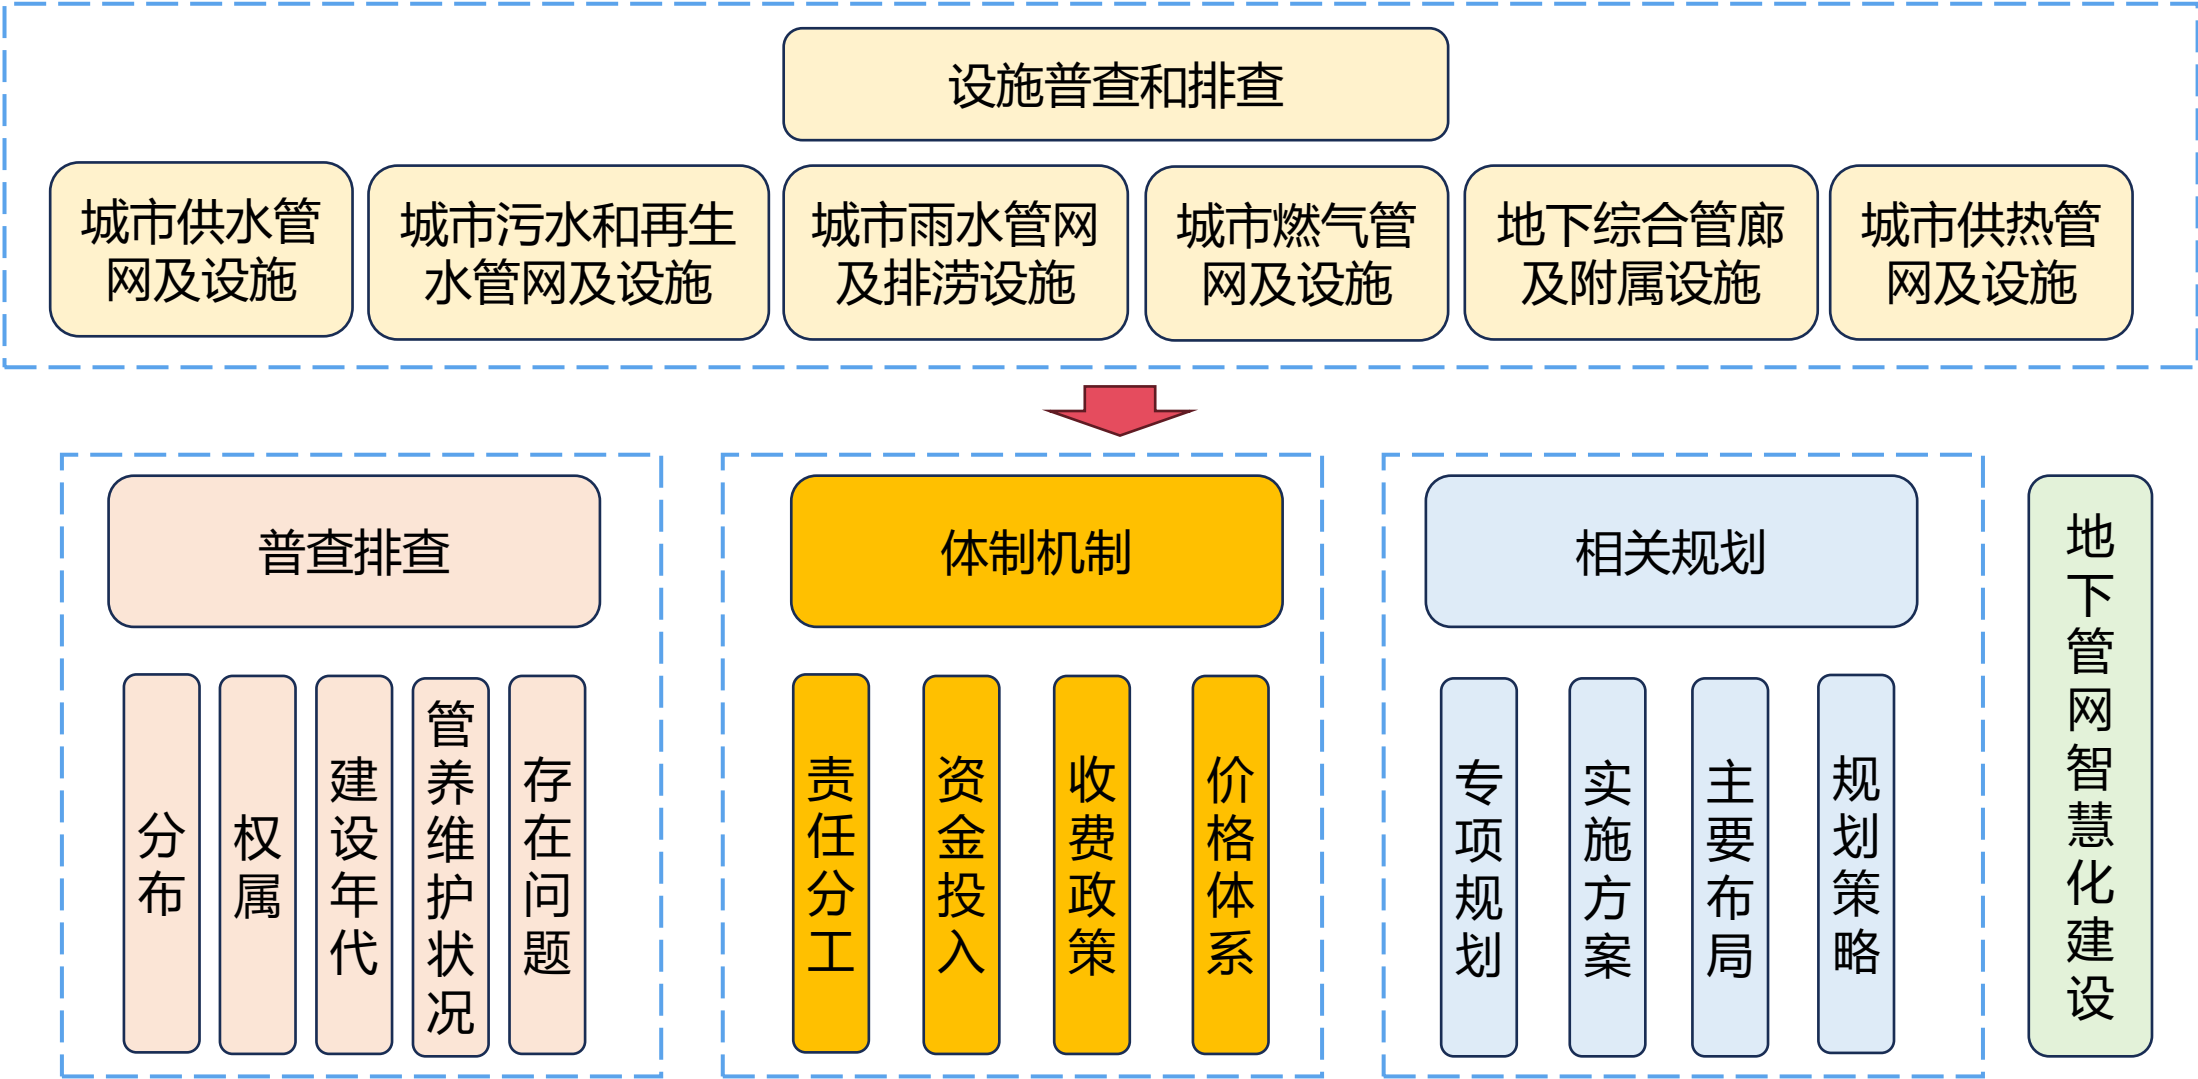 设施普查和排查
城市供水管
网及设施
城市污水和再生
水管网及设施
城市雨水管网
及排涝设施
城市燃气管
网及设施
地下综合管廊
及附属设施
城市供热管
网及设施
普查排查
分布
权属
建设年代
管养维护状况
存在问题
体制机制
责任分工
资金投入
收费政策
价格体系
相关规划
专项规划
实施方案
主要布局
规划策略
地下管网智慧化建设